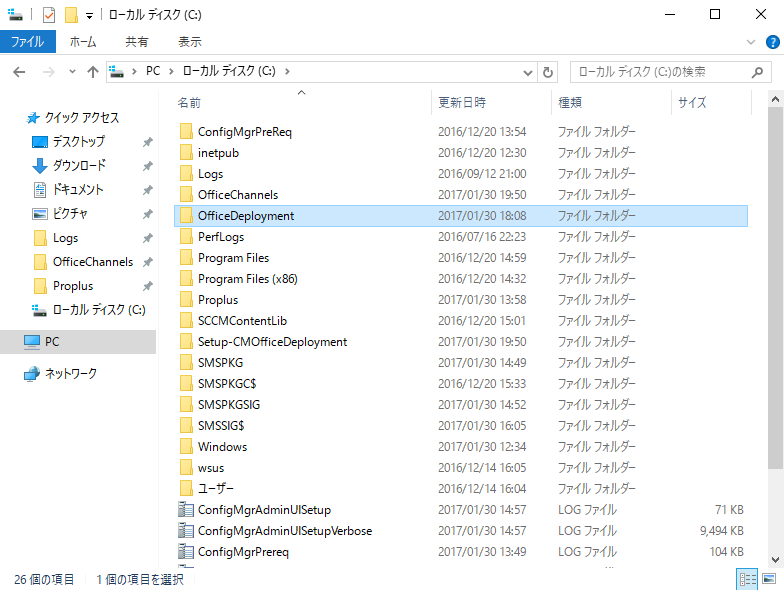 ローカル ディスク (C:)
ファイル ホーム 共有 表示
PC ローカル ディスク (C:) ローカル ディスク (C:)の検索
名前 更新日時 種類 サイズ
クイック アクセス
デスクトップ
ダウンロード
ドキュメント
ピクチャ
Logs
OfficeChannels
Proplus
ローカル ディスク (C:)
PC
ネットワーク
ConfigMgrPreReq 2016/12/20 13:54 ファイル フォルダー
inetpub 2016/12/20 12:30 ファイル フォルダー
Logs 2016/09/12 21:00 ファイル フォルダー
OfficeChannels 2017/01/30 19:50 ファイル フォルダー
OfficeDeployment 2017/01/30 18:08 ファイル フォルダー
PerfLogs 2016/07/16 22:23 ファイル フォルダー
Program Files 2016/12/20 14:59 ファイル フォルダー
Program Files (x86) 2016/12/20 14:32 ファイル フォルダー
Proplus 2017/01/30 13:58 ファイル フォルダー
SCCMContentLib 2016/12/20 15:01 ファイル フォルダー
Setup-CMOfficeDeployment 2017/01/30 19:50 ファイル フォルダー
SMSPKG 2017/01/30 14:49 ファイル フォルダー
SMSPKGC$ 2016/12/20 15:33 ファイル フォルダー
SMSPKGSIG 2017/01/30 14:52 ファイル フォルダー
SMSSIG$ 2017/01/30 16:05 ファイル フォルダー
Windows 2017/01/30 12:34 ファイル フォルダー
wsus 2016/12/14 16:05 ファイル フォルダー
ユーザー 2016/12/14 16:04 ファイル フォルダー
ConfigMgrAdminUISetup 2017/01/30 14:57 LOG ファイル 71 KB
ConfigMgrAdminUISetupVerbose 2017/01/30 14:57 LOG ファイル 9,494 KB
ConfigMgrPrereq 2017/01/30 13:49 LOG ファイル 104 KB
26 個の項目 1 個の項目を選択